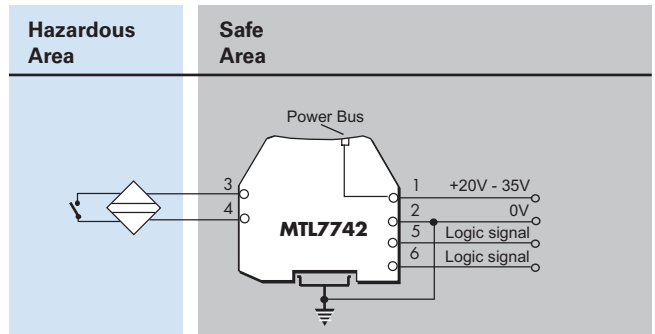 Hazardous
Area
Safe
Area
Power Bus
3
4
MTL7742
1
+20V - 35V
2
0V
5
Logic signal
6
Logic signal